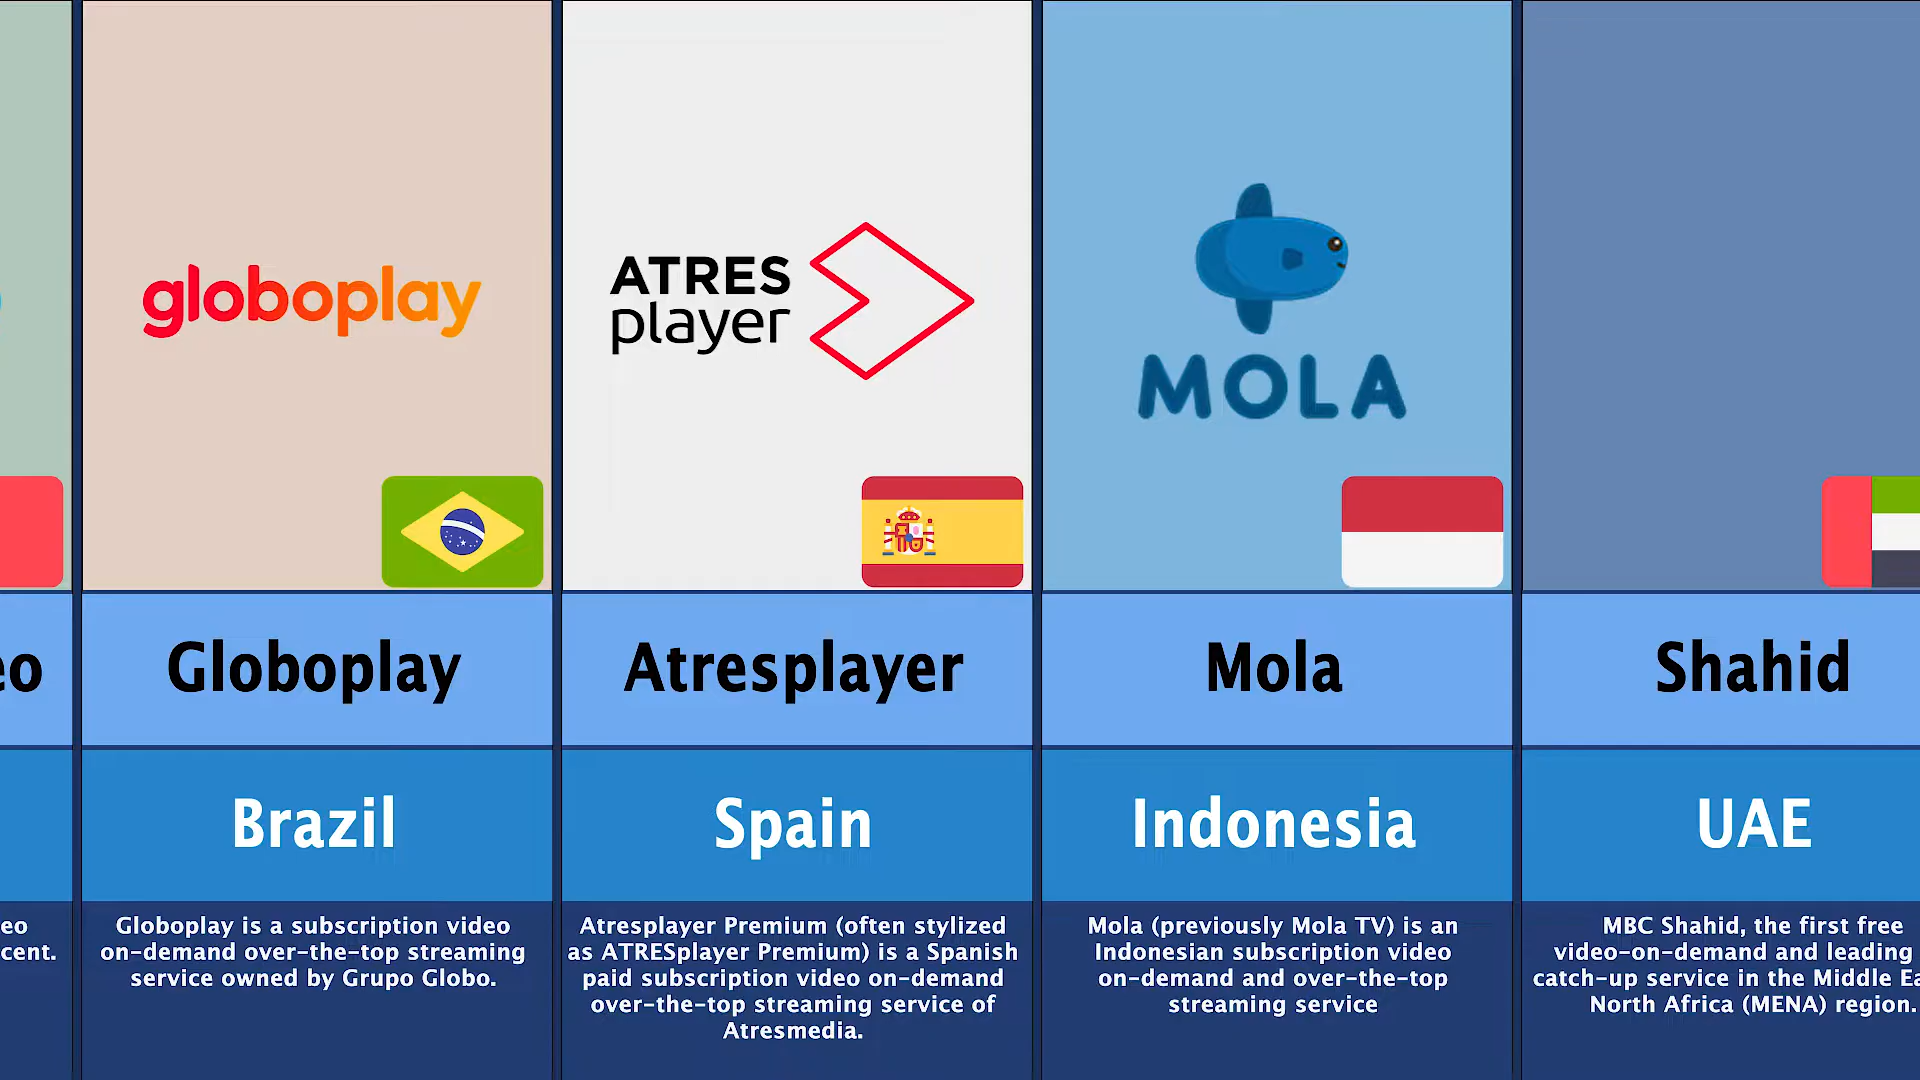 globoplay
ATRES
player
MOLA
eo
Globoplay
Atresplayer
Mola
Shahid
Brazil
Spain
Indonesia
UAE
eo
cent.
Globoplay is a subscription video
on-demand over-the-top streaming
service owned by Grupo Globo.
Atresplayer Premium (often stylized
as ATRESplayer Premium) is a Spanish
paid subscription video on-demand
over-the-top streaming service of
Atresmedia.
Mola (previously Mola TV) is an
Indonesian subscription video
on-demand and over-the-top
streaming service
MBC Shahid, the first free
video-on-demand and leading
catch-up service in the Middle Ea
North Africa (MENA) region.